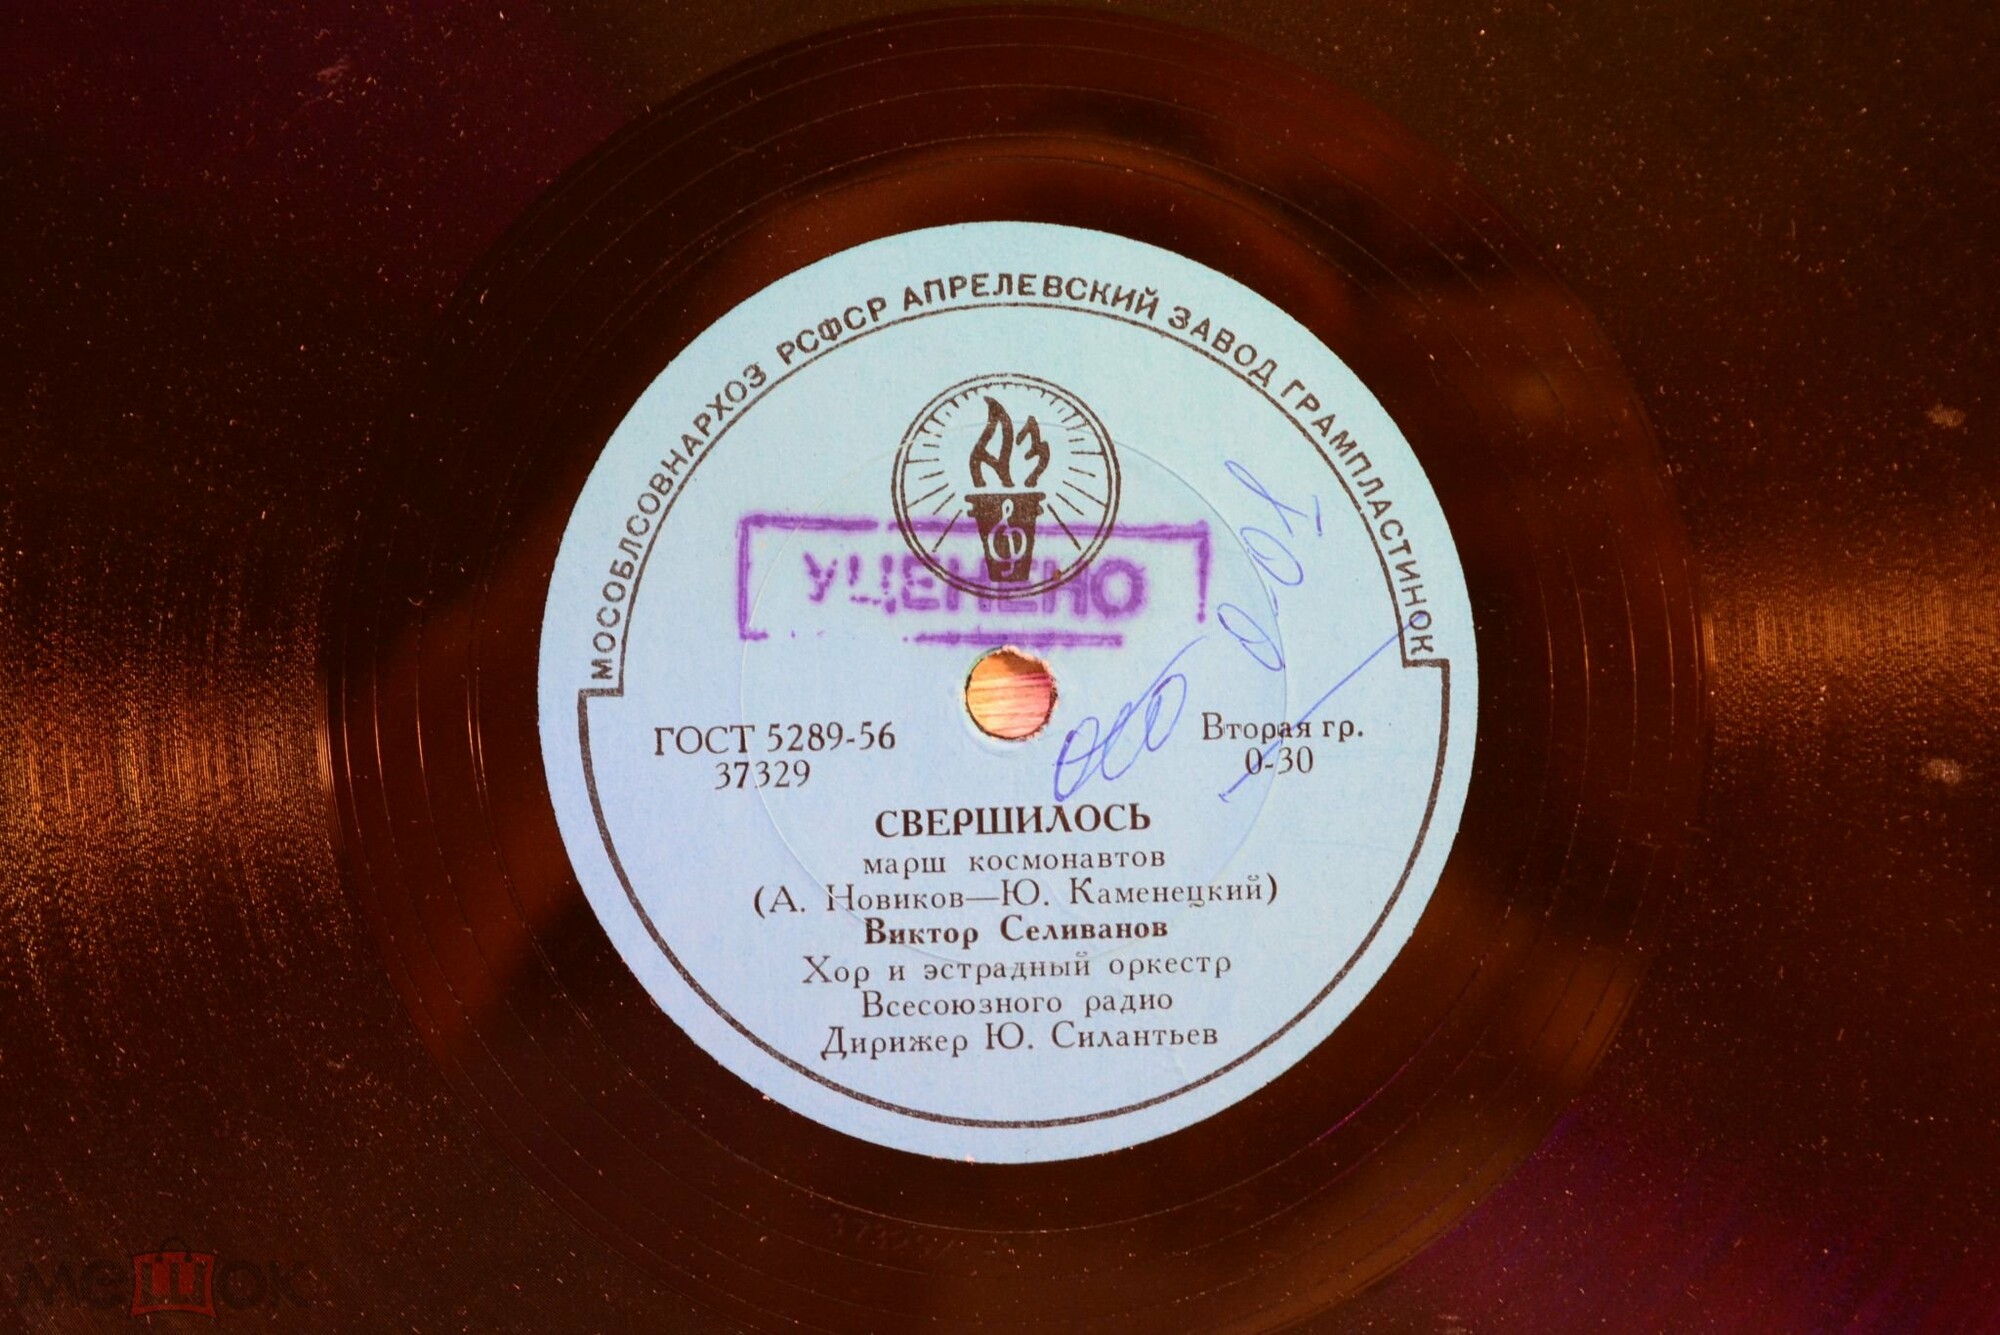 МОСОБЛСОВНАРХОЗ РСФСР АПРЕЛЕВСКИЙ ЗАВОД ГРАМПЛАСТИНОК
АЗ
УЦЕНЕНО
ГОСТ 5289-56
37329
Вторая гр.
0-30
СВЕРШИЛОСЬ
марш космонавтов
(А. Новиков—Ю. Каменецкий)
Виктор Селиванов
Хор и эстрадный оркестр
Всесоюзного радио
Дирижер Ю. Силантьев
мешок